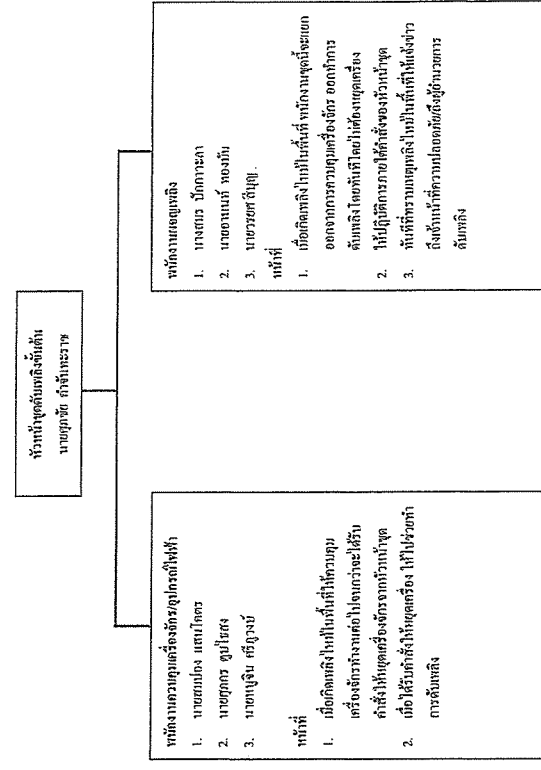 หัวหน้าชุดดับเพลิงขั้นต้น
นายศุภชัย กำจันทะราช
พนักงานควบคุมเครื่องจักร/อุปกรณ์ไฟฟ้า
1. นายสมปอง แสนโคตร
2. นายศุภกร ดูปไธสง
3. นายหนูจีน ศรีภูวงษ์
หน้าที่
1. เมื่อเกิดเพลิงไหม้ในพื้นที่ให้ควบคุม
เครื่องจักรทำงานต่อไปจนกว่าจะได้รับ
คำสั่งให้หยุดเครื่องจักรจากหัวหน้าชุด
2. เมื่อได้รับคำสั่งให้หยุดเครื่อง ให้ไปช่วยทำ
การดับเพลิง
พนักงานผจญเพลิง
1. นางสมร ปักกาะตา
2. นายอานนท์ ทองมัน
3. นายวรยศ
หน้าที่
1. เมื่อเกิดเพลิงไหม้ในพื้นที่ พนักงานชุดนี้จะแยก
ออกจากการควบคุมเครื่องจักร ออกทำการ
ดับเพลิงโดยทันทีโดยไม่ต้องหยุดเครื่อง
2. ให้ปฏิบัติการภายใต้คำสั่งของหัวหน้าชุด
3. ทันทีที่ทราบเหตุเพลิงไหม้ในพื้นที่ให้แจ้งข่าว
ถึงเจ้าหน้าที่ความปลอดภัย/ถึงผู้อำนวยการ
ดับเพลิง